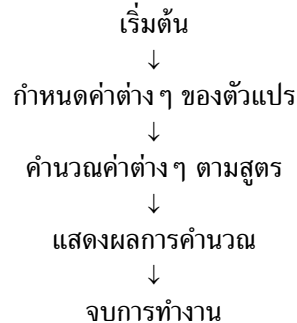 เริ่มต้น
↓
กำหนดค่าต่าง ๆ ของตัวแปร
↓
คำนวณค่าต่าง ๆ ตามสูตร
↓
แสดงผลการคำนวณ
↓
จบการทำงาน